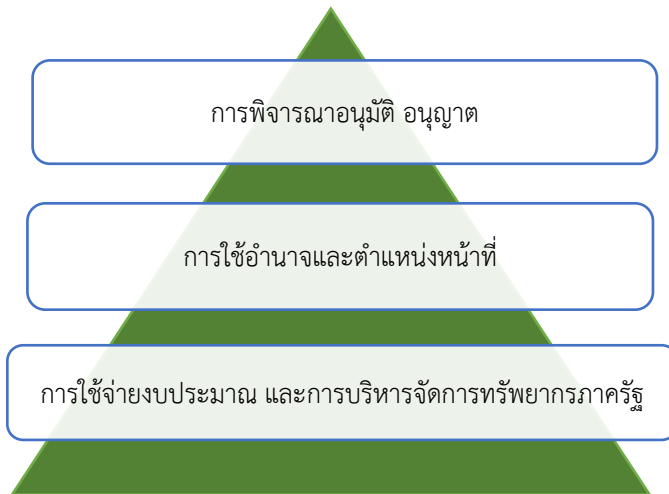 การพิจารณาอนุมัติ อนุญาต
การใช้อำนาจและตำแหน่งหน้าที่
การใช้จ่ายงบประมาณ และการบริหารจัดการทรัพยากรภาครัฐ